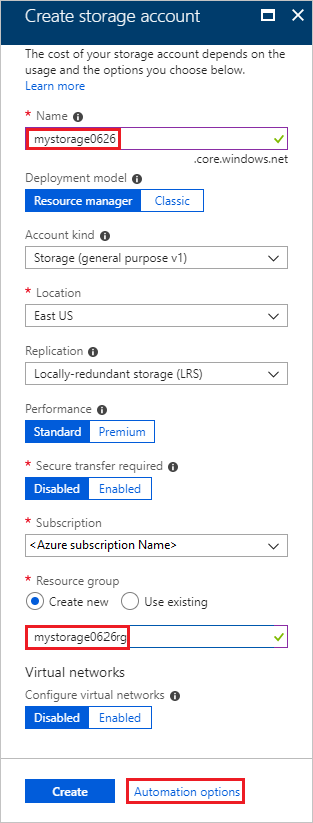 Create storage account
The cost of your storage account depends on the
usage and the options you choose below.
Learn more
* Name
mystorage0626
.core.windows.net
Deployment model
Resource manager Classic
Account kind
Storage (general purpose v1)
* Location
East US
Replication
Locally-redundant storage (LRS)
Performance
Standard Premium
* Secure transfer required
Disabled Enabled
* Subscription
<Azure subscription Name>
* Resource group
Create new Use existing
mystorage0626rg
Virtual networks
Configure virtual networks
Disabled Enabled
Create Automation options